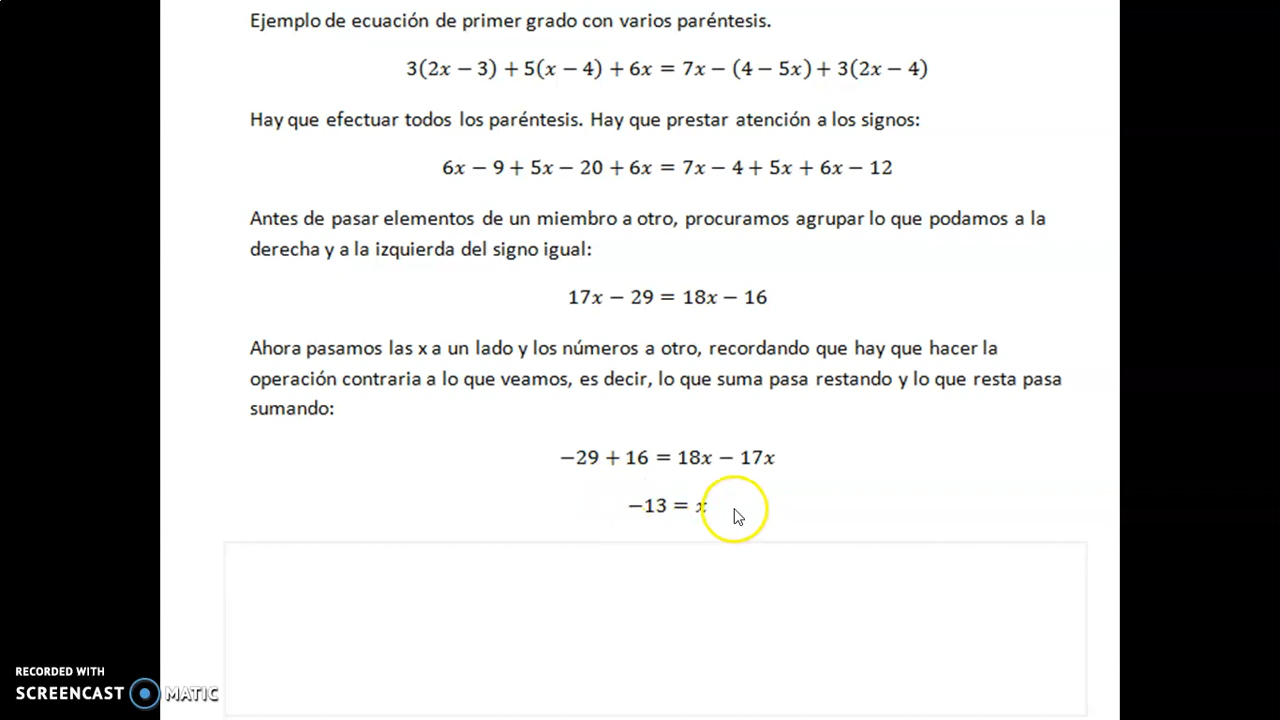 Ejemplo de ecuación de primer grado con varios paréntesis.
3(2x − 3) + 5(x − 4) + 6x = 7x − (4 − 5x) + 3(2x − 4)
Hay que efectuar todos los paréntesis. Hay que prestar atención a los signos:
6x − 9 + 5x − 20 + 6x = 7x − 4 + 5x + 6x − 12
Antes de pasar elementos de un miembro a otro, procuramos agrupar lo que podamos a la
derecha y a la izquierda del signo igual:
17x − 29 = 18x − 16
Ahora pasamos las x a un lado y los números a otro, recordando que hay que hacer la
operación contraria a lo que veamos, es decir, lo que suma pasa restando y lo que resta pasa
sumando:
−29 + 16 = 18x − 17x
−13 = x
RECORDED WITH
SCREENCAST MATIC